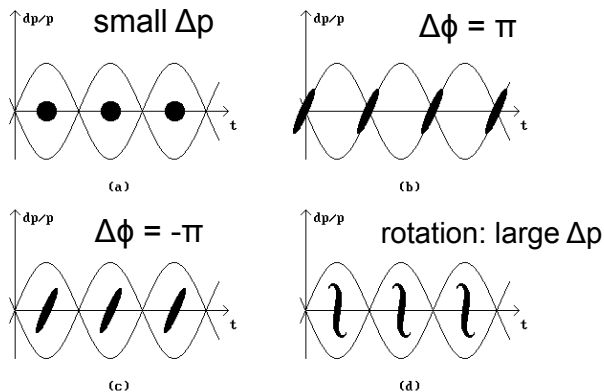 dp/p
small Δp
t
(a)
dp/p
Δϕ = π
t
(b)
dp/p
Δϕ = -π
t
(c)
dp/p
rotation: large Δp
t
(d)